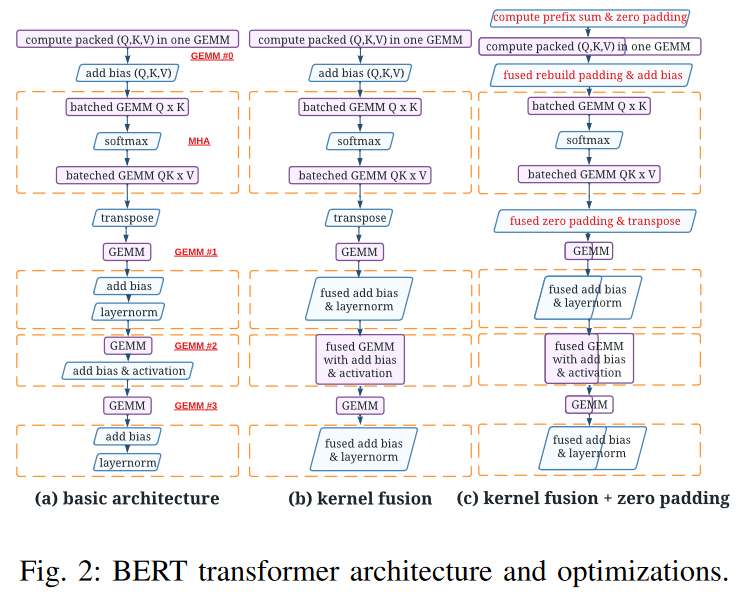 compute packed (Q,K,V) in one GEMM
GEMM #0
add bias (Q,K,V)
batched GEMM Q x K
softmax
MHA
bateched GEMM QK x V
transpose
GEMM
GEMM #1
add bias
layernorm
GEMM
GEMM #2
add bias & activation
GEMM
GEMM #3
add bias
layernorm
(a) basic architecture
compute packed (Q,K,V) in one GEMM
add bias (Q,K,V)
batched GEMM Q x K
softmax
batched GEMM QK x V
transpose
GEMM
fused add bias
& layernorm
fused GEMM
with add bias
& activation
GEMM
fused add bias
& layernorm
(b) kernel fusion
compute prefix sum & zero padding
compute packed (Q,K,V) in one GEMM
fused rebuild padding & add bias
batched GEMM Q x K
softmax
batched GEMM QK x V
fused zero padding & transpose
GEMM
fused add bias
& layernorm
fused GEMM
with add bias
& activation
GEMM
fused add bias
& layernorm
(c) kernel fusion + zero padding
Fig. 2: BERT transformer architecture and optimizations.